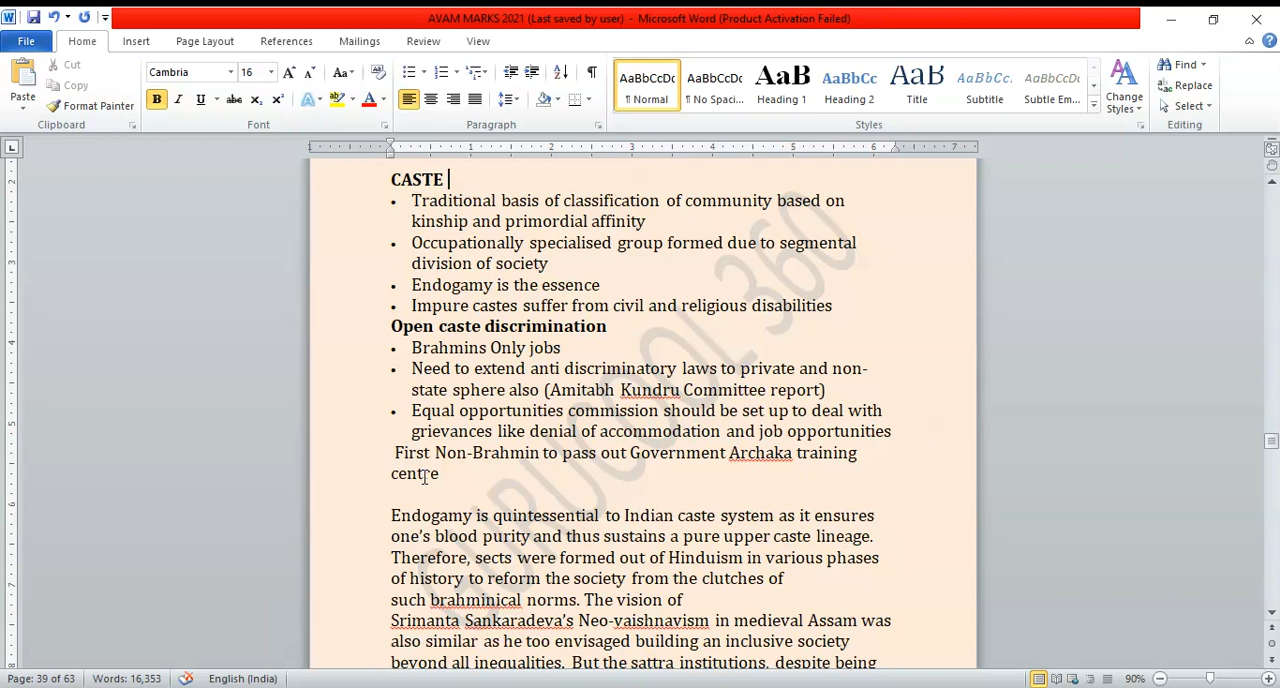 AVAM MARKS 2021 (Last saved by user) - Microsoft Word (Product Activation Failed)
File Home Insert Page Layout References Mailings Review View
Cut
Copy
Format Painter
Paste
Cambria 16
AaBbCcDc AaBbCcDc AaB AaBbCc AaB AaBbCc. AaBbCcDc
¶ Normal ¶ No Spaci... Heading 1 Heading 2 Title Subtitle Subtle Em...
Change Styles
Find
Replace
Select
Clipboard Font Paragraph Styles Editing
CASTE
• Traditional basis of classification of community based on
kinship and primordial affinity
• Occupationally specialised group formed due to segmental
division of society
• Endogamy is the essence
• Impure castes suffer from civil and religious disabilities
Open caste discrimination
• Brahmins Only jobs
• Need to extend anti discriminatory laws to private and non-
state sphere also (Amitabh Kundru Committee report)
• Equal opportunities commission should be set up to deal with
grievances like denial of accommodation and job opportunities
First Non-Brahmin to pass out Government Archaka training
centre
Endogamy is quintessential to Indian caste system as it ensures
one's blood purity and thus sustains a pure upper caste lineage.
Therefore, sects were formed out of Hinduism in various phases
of history to reform the society from the clutches of
such brahminical norms. The vision of
Srimanta Sankaradeva's Neo-vaishnavism in medieval Assam was
also similar as he too envisaged building an inclusive society
beyond all inequalities. But the sattra institutions, despite being
GURUCOOL 360
Page: 39 of 63 Words: 16,353 English (India) 90%